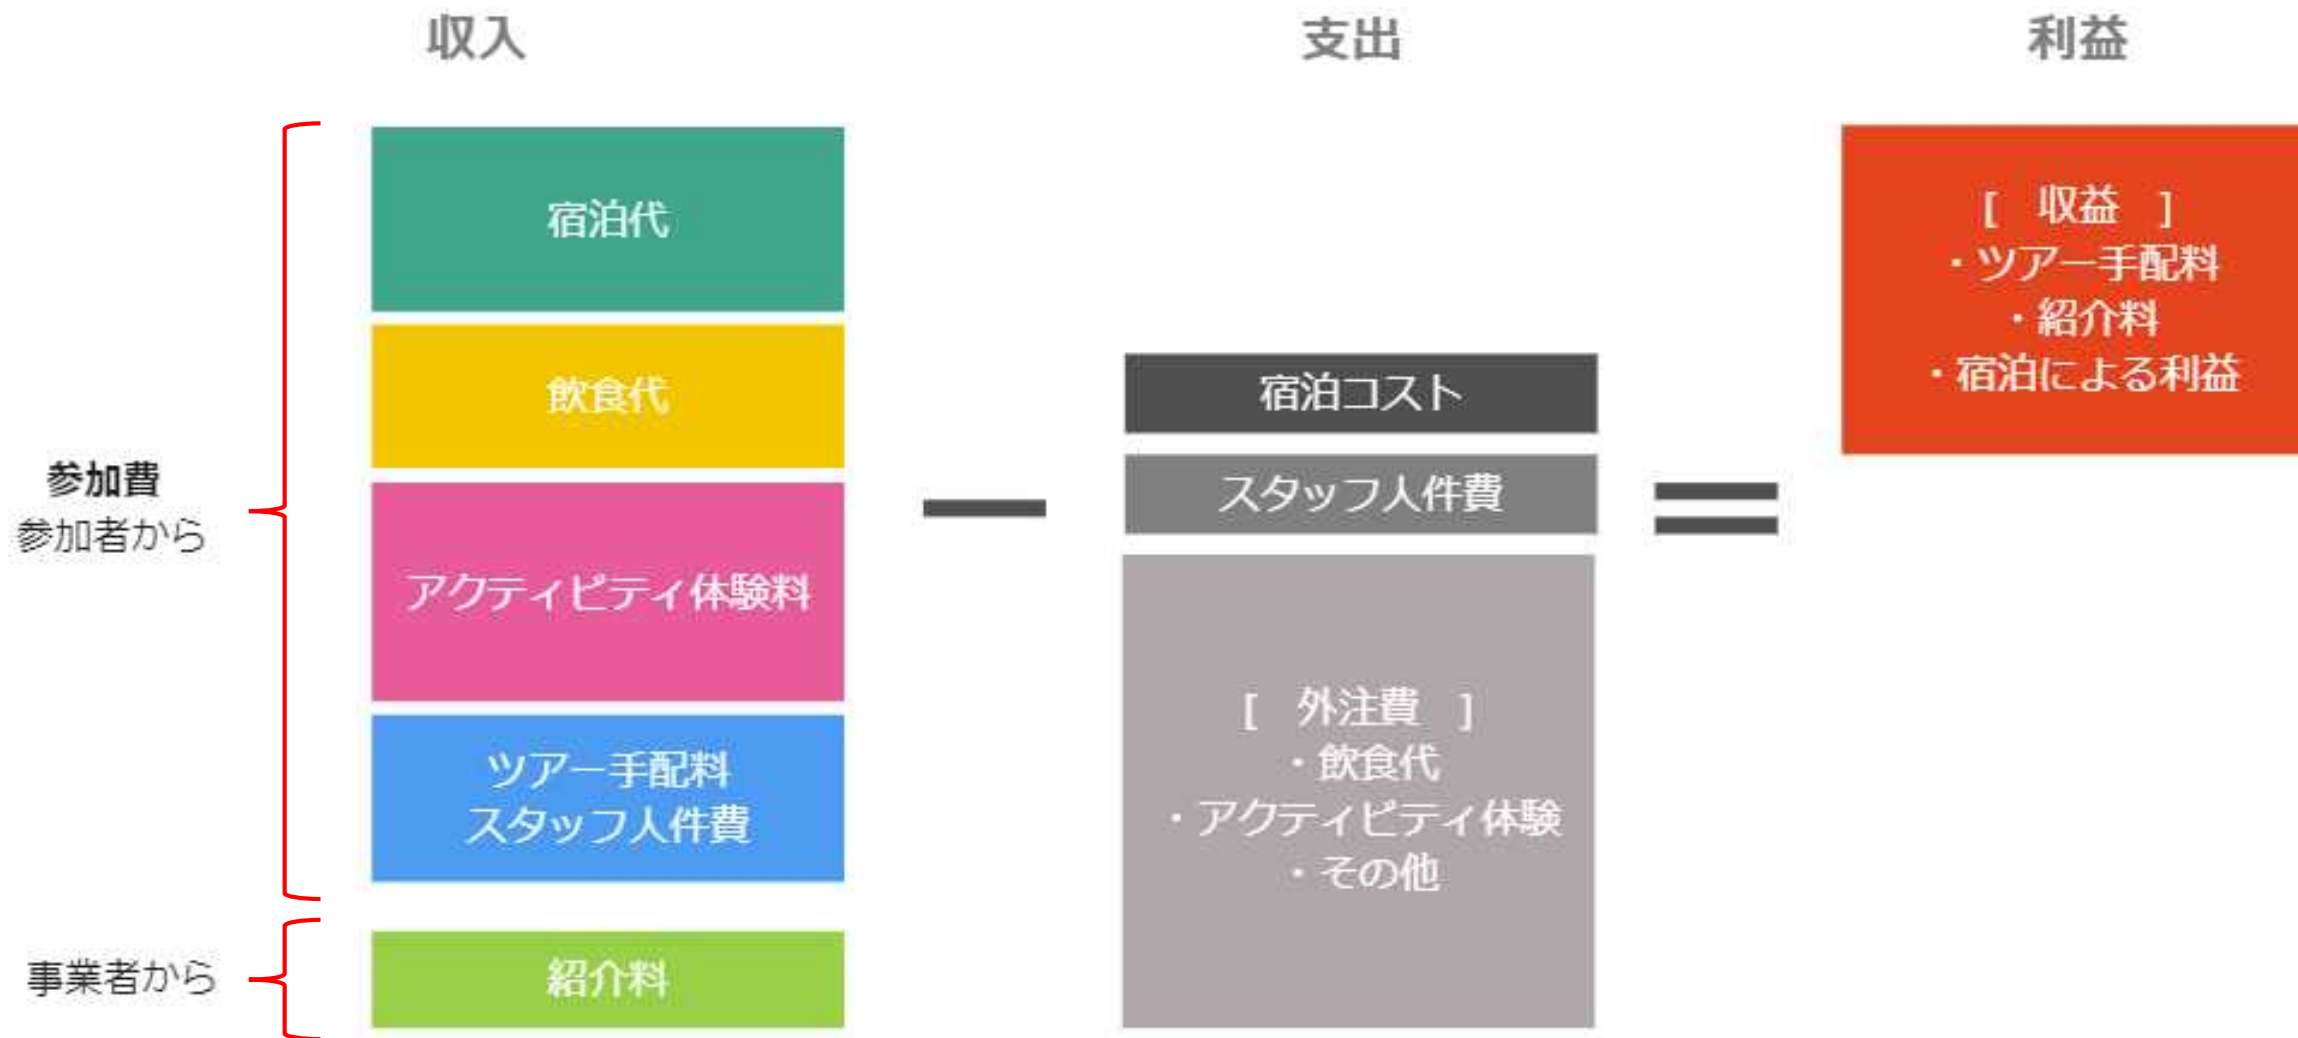 収入
支出
利益
参加費
参加者から
宿泊代
飲食代
アクティビティ体験料
ツアー手配料
スタッフ人件費
事業者から
紹介料
宿泊コスト
スタッフ人件費
[ 外注費 ]
・飲食代
・アクティビティ体験
・その他
[ 収益 ]
・ツアー手配料
・紹介料
・宿泊による利益